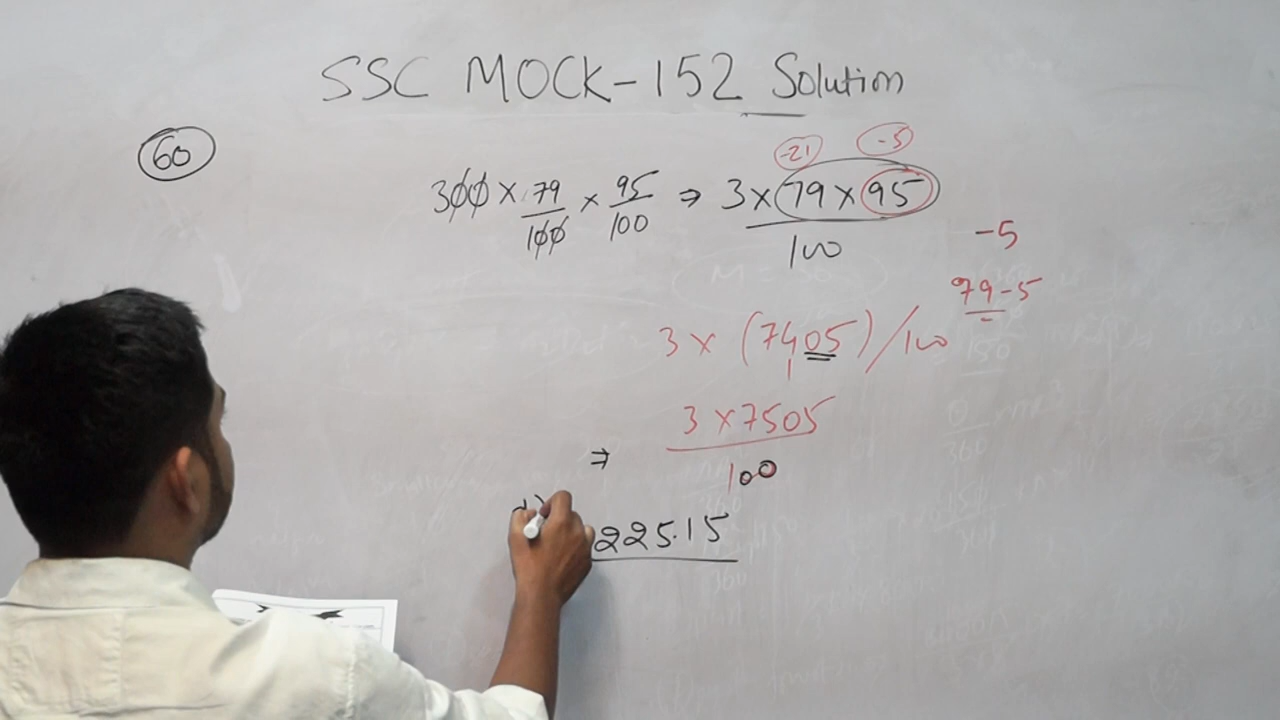 SSC MOCK-152 Solution
60
-21 -5
300 × 79/100 × 95/100 ⇒ 3×79×95/100
-5
79-5
3 × (7405)/100
1
⇒ 3×7505/100
d) 225.15